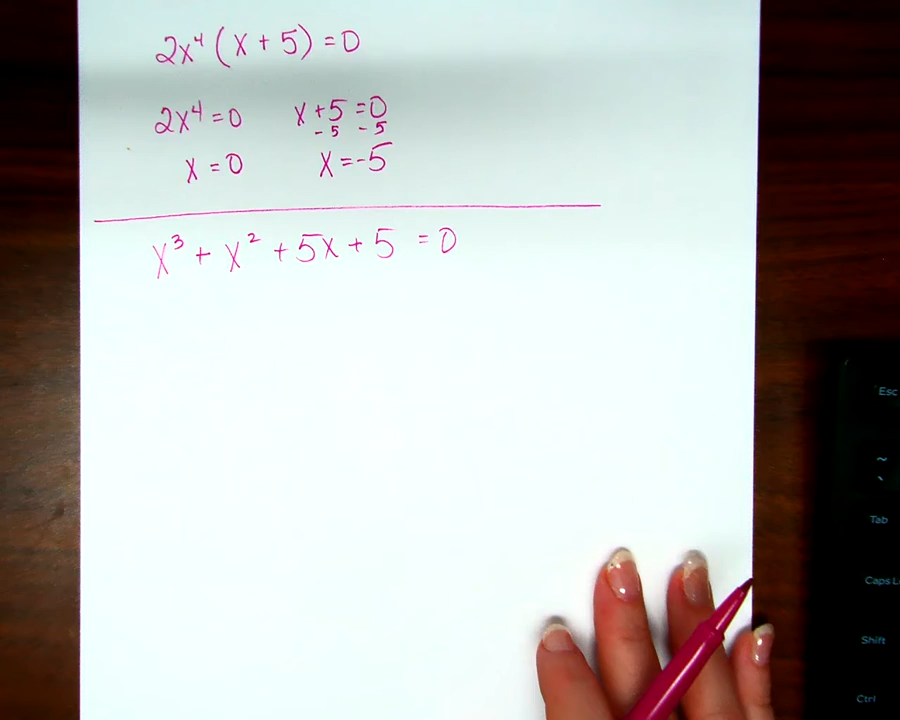 2x⁴(x+5)=0
2x⁴=0 x+5=0
-5 -5
x=0 x=-5
x³+x²+5x+5=0
Esc
~
`
Tab
Caps L
Shift
Ctrl